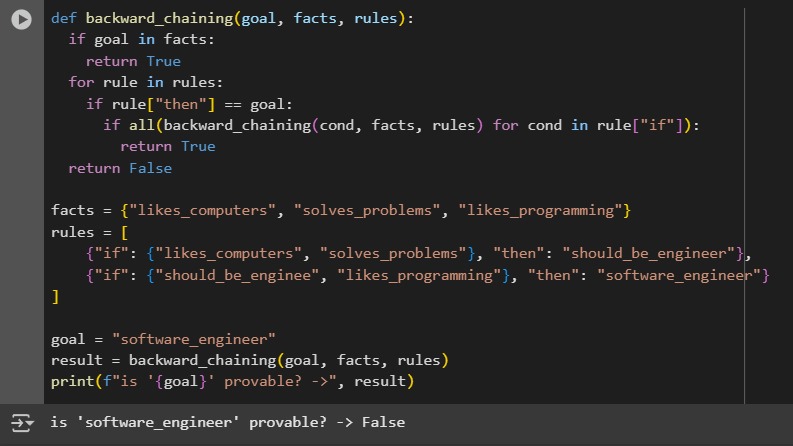 def backward_chaining(goal, facts, rules):
  if goal in facts:
    return True
  for rule in rules:
    if rule["then"] == goal:
      if all(backward_chaining(cond, facts, rules) for cond in rule["if"]):
        return True
  return False

facts = {"likes_computers", "solves_problems", "likes_programming"}
rules = [
    {"if": {"likes_computers", "solves_problems"}, "then": "should_be_engineer"},
    {"if": {"should_be_enginee", "likes_programming"}, "then": "software_engineer"}
]

goal = "software_engineer"
result = backward_chaining(goal, facts, rules)
print(f"is '{goal}' provable? ->", result)
is 'software_engineer' provable? -> False